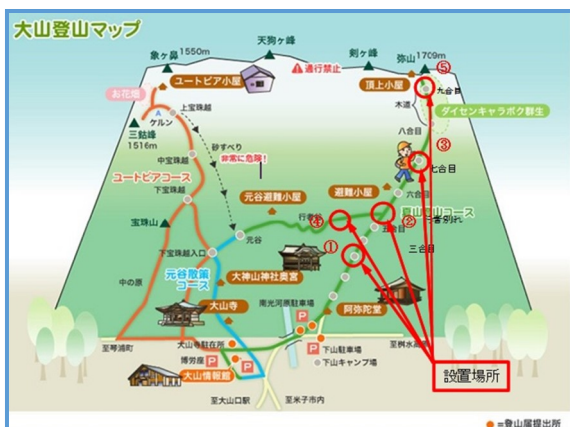 大山登山マップ
天狗ヶ峰
象ヶ鼻 1550m
剣ヶ峰
弥山 1709m
⑤
通行禁止
ユートピア小屋
頂上小屋
九合目
お花畑
上宝珠越
木道
ダイセンキャラボク群生
A
ケルン
八合目
三鈷峰
1516m
砂すべり
非常に危険!
③
中宝珠越
七合目
ユートピアコース
元谷避難小屋
避難小屋
六合目
下宝珠越
行者谷
④
②
夏山登山コース
五合目
宝珠山
元谷
①
三合目
下宝珠越入口
元谷散策
コース
大神山神社奥宮
中の原
大山寺
南光河原駐車場
阿弥陀堂
P
至琴浦町
大山寺駐在所
博労座
P
P
P
下山駐車場
下山キャンプ場
至桝水高原
大山情報館
設置場所
至大山口駅
至米子市内
=登山届提出所